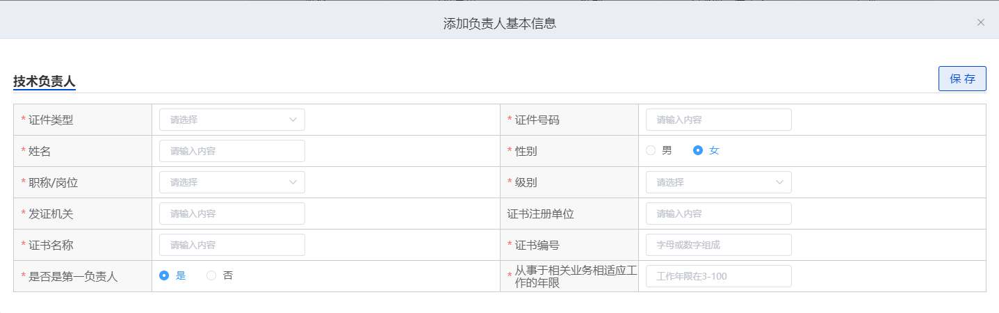 添加负责人基本信息
技术负责人
保 存
* 证件类型 请选择 * 证件号码 请输入内容
* 姓名 请输入内容 * 性别 男 女
* 职称/岗位 请选择 * 级别 请选择
* 发证机关 请输入内容 证书注册单位 请输入内容
* 证书名称 请输入内容 * 证书编号 字母或数字组成
* 是否是第一负责人 是 否 * 从事于相关业务相适应工
作的年限 工作年限在3-100